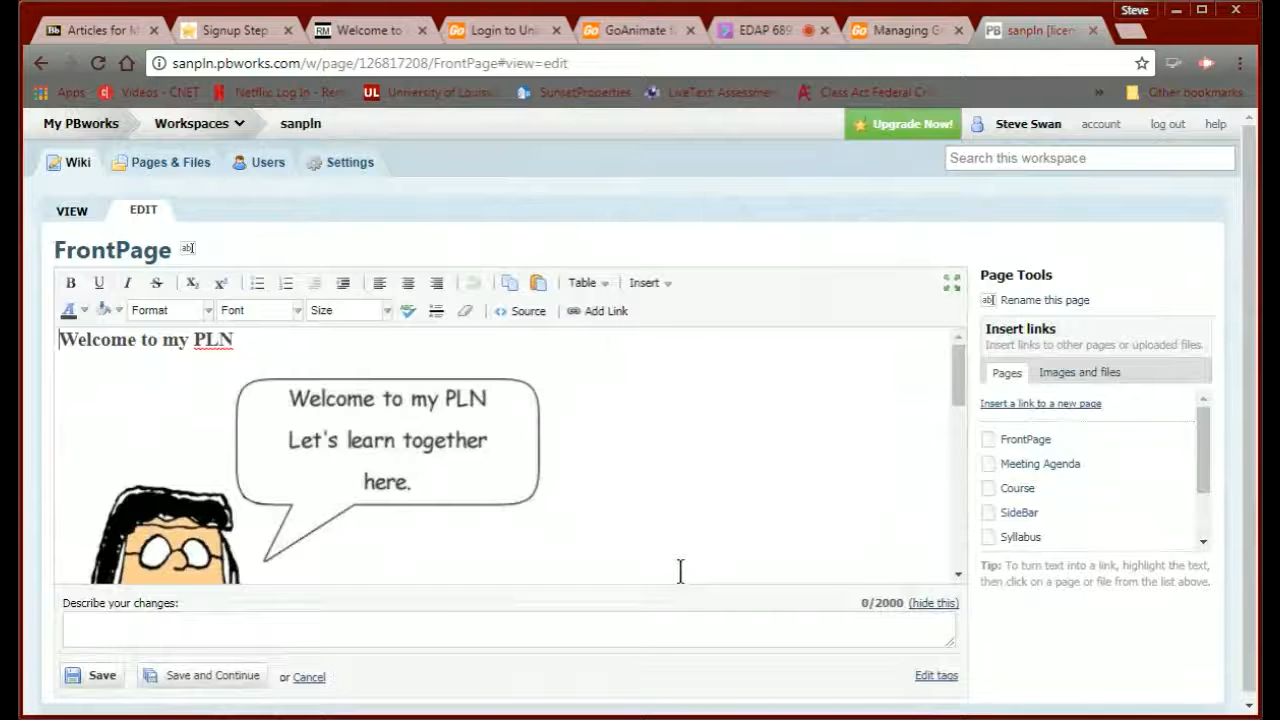 Steve
Articles for M Signup Step Welcome to Login to Un GoAnimate f EDAP 689 Managing G sanpln [licen
sanpln.pbworks.com/w/page/126817208/FrontPage#view=edit
Apps Videos - CNET Netflix Log In - Ren University of Louis SunsetProperties LiveText Assessme Class Act Federal Cr » Other bookmarks
My PBworks Workspaces sanpln Upgrade Now! Steve Swan account log out help
Wiki Pages & Files Users Settings Search this workspace
VIEW EDIT
FrontPage
Page Tools
B U I S X₂ x² Table Insert
Rename this page
A Format Font Size Source Add Link
Insert links
Insert links to other pages or uploaded files.
Pages Images and files
Insert a link to a new page
FrontPage
Meeting Agenda
Course
SideBar
Syllabus
Tip: To turn text into a link, highlight the text,
then click on a page or file from the list above.
Welcome to my PLN
Welcome to my PLN
Let's learn together
here.
Describe your changes: 0/2000 (hide this)
Save Save and Continue or Cancel Edit tags